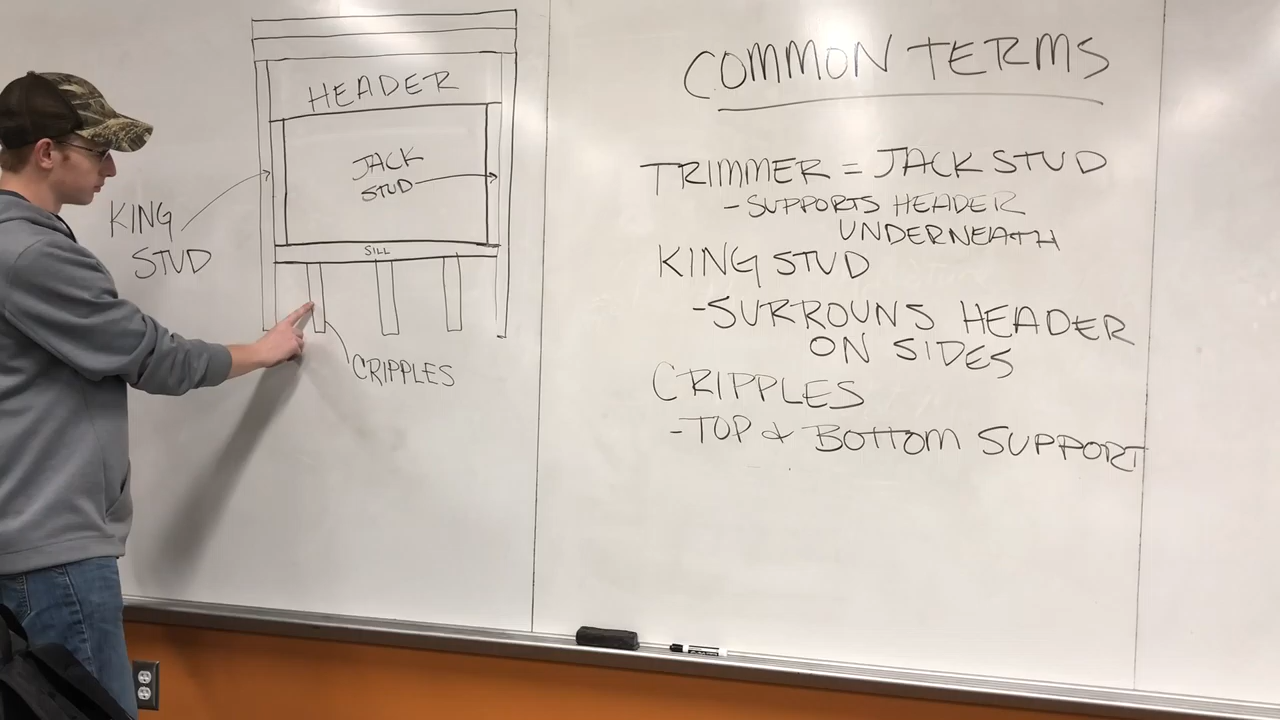 HEADER
JACK
STUD
KING
STUD
SILL
CRIPPLES
COMMON TERMS
TRIMMER = JACK STUD
- SUPPORTS HEADER
UNDERNEATH
KING STUD
- SURROUNS HEADER
ON SIDES
CRIPPLES
- TOP & BOTTOM SUPPORT